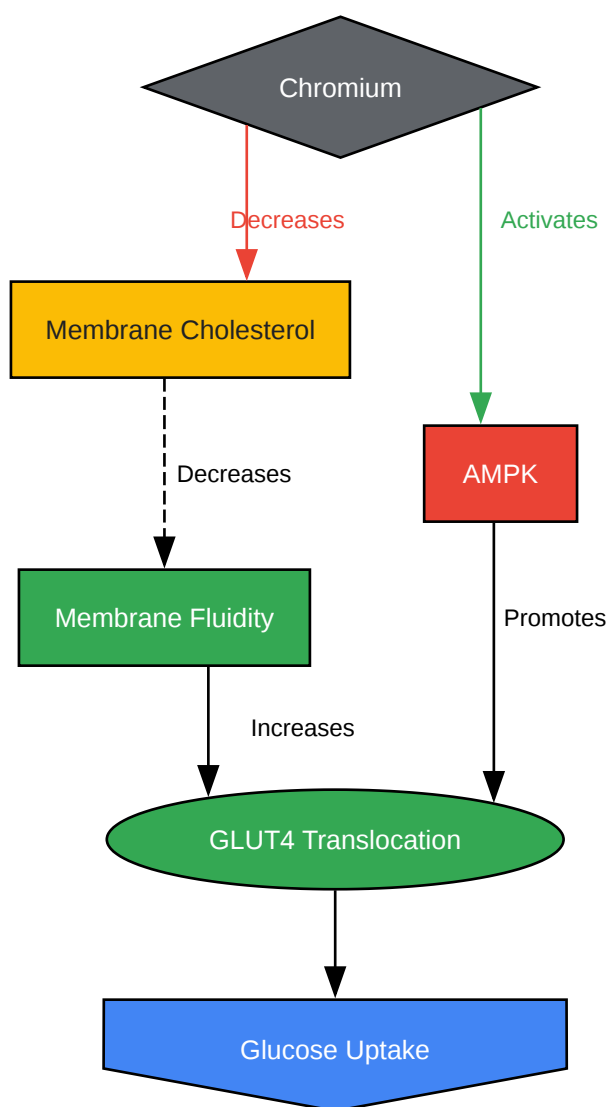 Chromium
Decreases
Activates
Membrane Cholesterol
AMPK
Decreases
Membrane Fluidity
Promotes
Increases
GLUT4 Translocation
Glucose Uptake